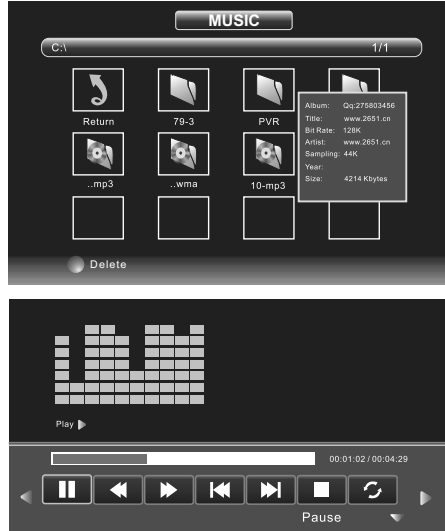 MUSIC
C:\ 1/1
Return 79-3 PVR
Album: Qq:275803456
Title: www.2651.cn
Bit Rate: 128K
Artist: www.2651.cn
Sampling: 44K
Year:
Size: 4214 Kbytes
..mp3 ..wma 10-mp3
Delete
Play
00:01:02 / 00:04:29
Pause